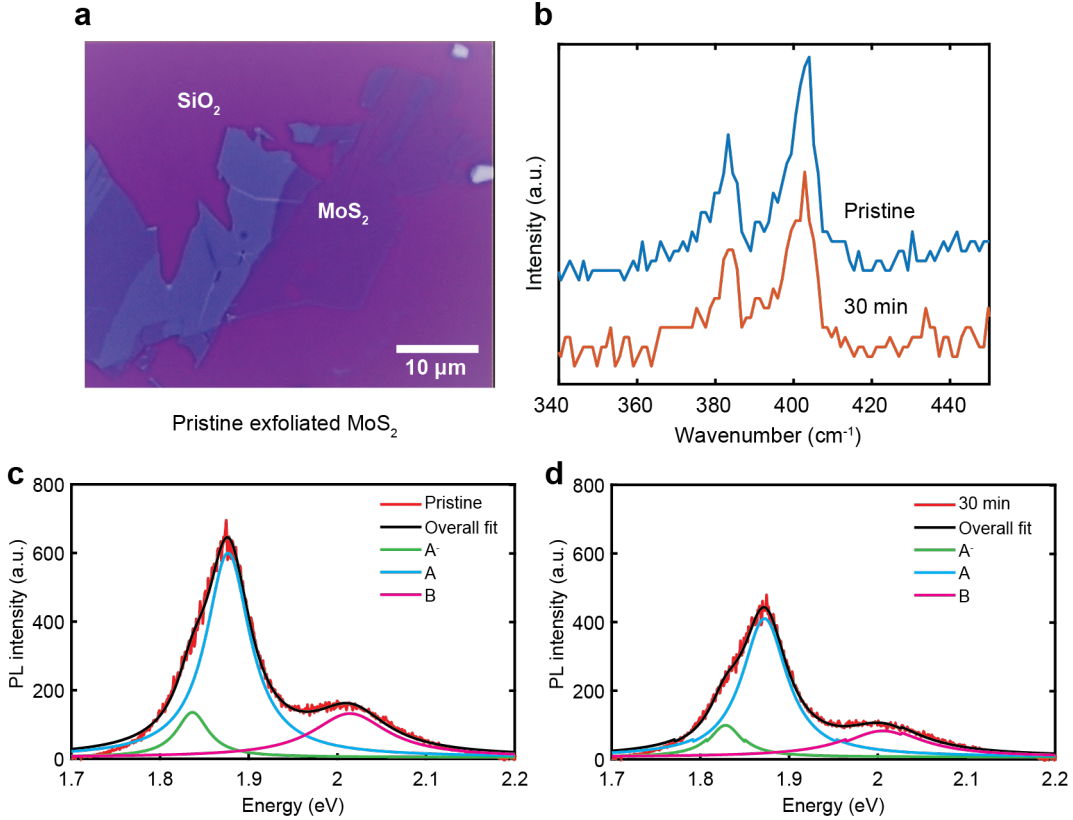 a
SiO₂
MoS₂
10 μm
Pristine exfoliated MoS₂
b
Intensity (a.u.)
Pristine
30 min
340 360 380 400 420 440
Wavenumber (cm⁻¹)
c
PL intensity (a.u.)
800
600
400
200
0
1.7 1.8 1.9 2 2.1 2.2
Energy (eV)
Pristine
Overall fit
A⁻
A
B
d
PL intensity (a.u.)
800
600
400
200
0
1.7 1.8 1.9 2 2.1 2.2
Energy (eV)
30 min
Overall fit
A⁻
A
B